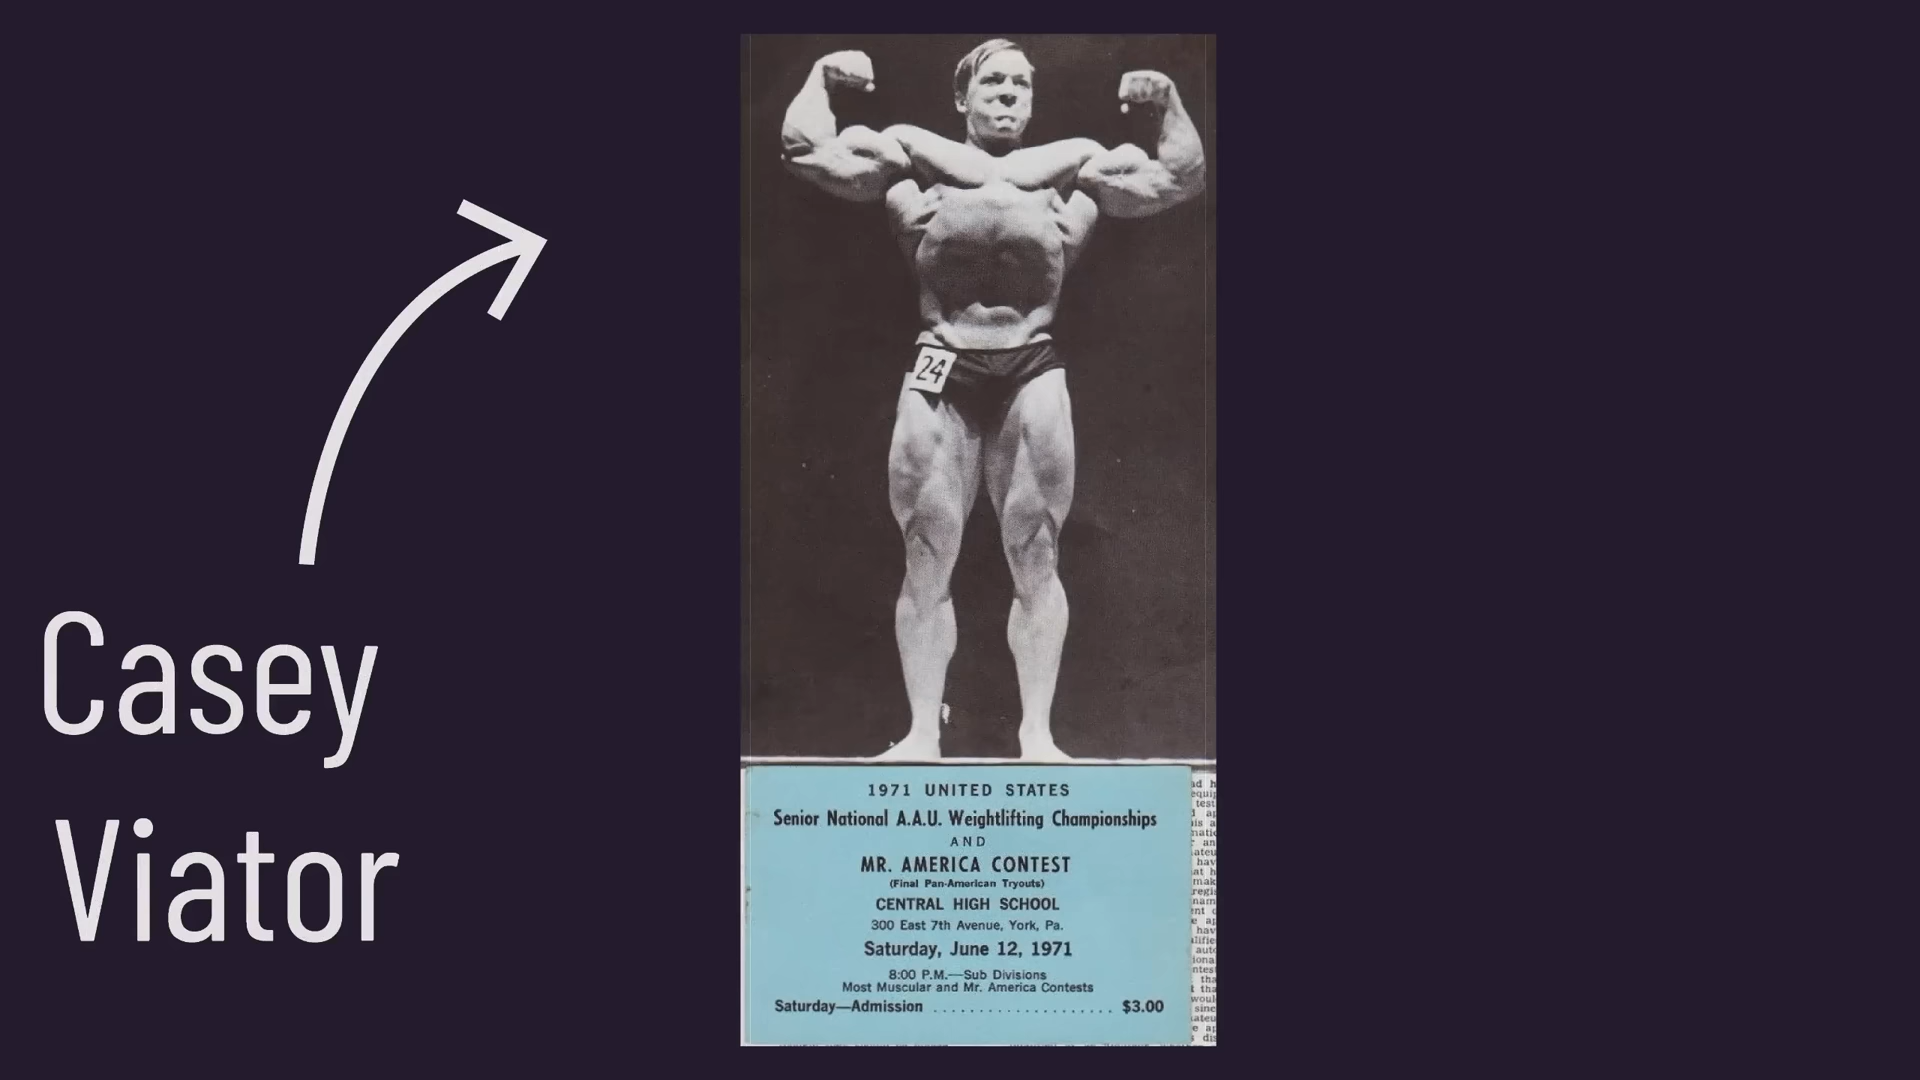 Casey
Viator
24
1971 UNITED STATES
Senior National A.A.U. Weightlifting Championships
AND
MR. AMERICA CONTEST
(Final Pan-American Tryouts)
CENTRAL HIGH SCHOOL
300 East 7th Avenue, York, Pa.
Saturday, June 12, 1971
8:00 P.M.—Sub Divisions
Most Muscular and Mr. America Contests
Saturday—Admission .................... $3.00